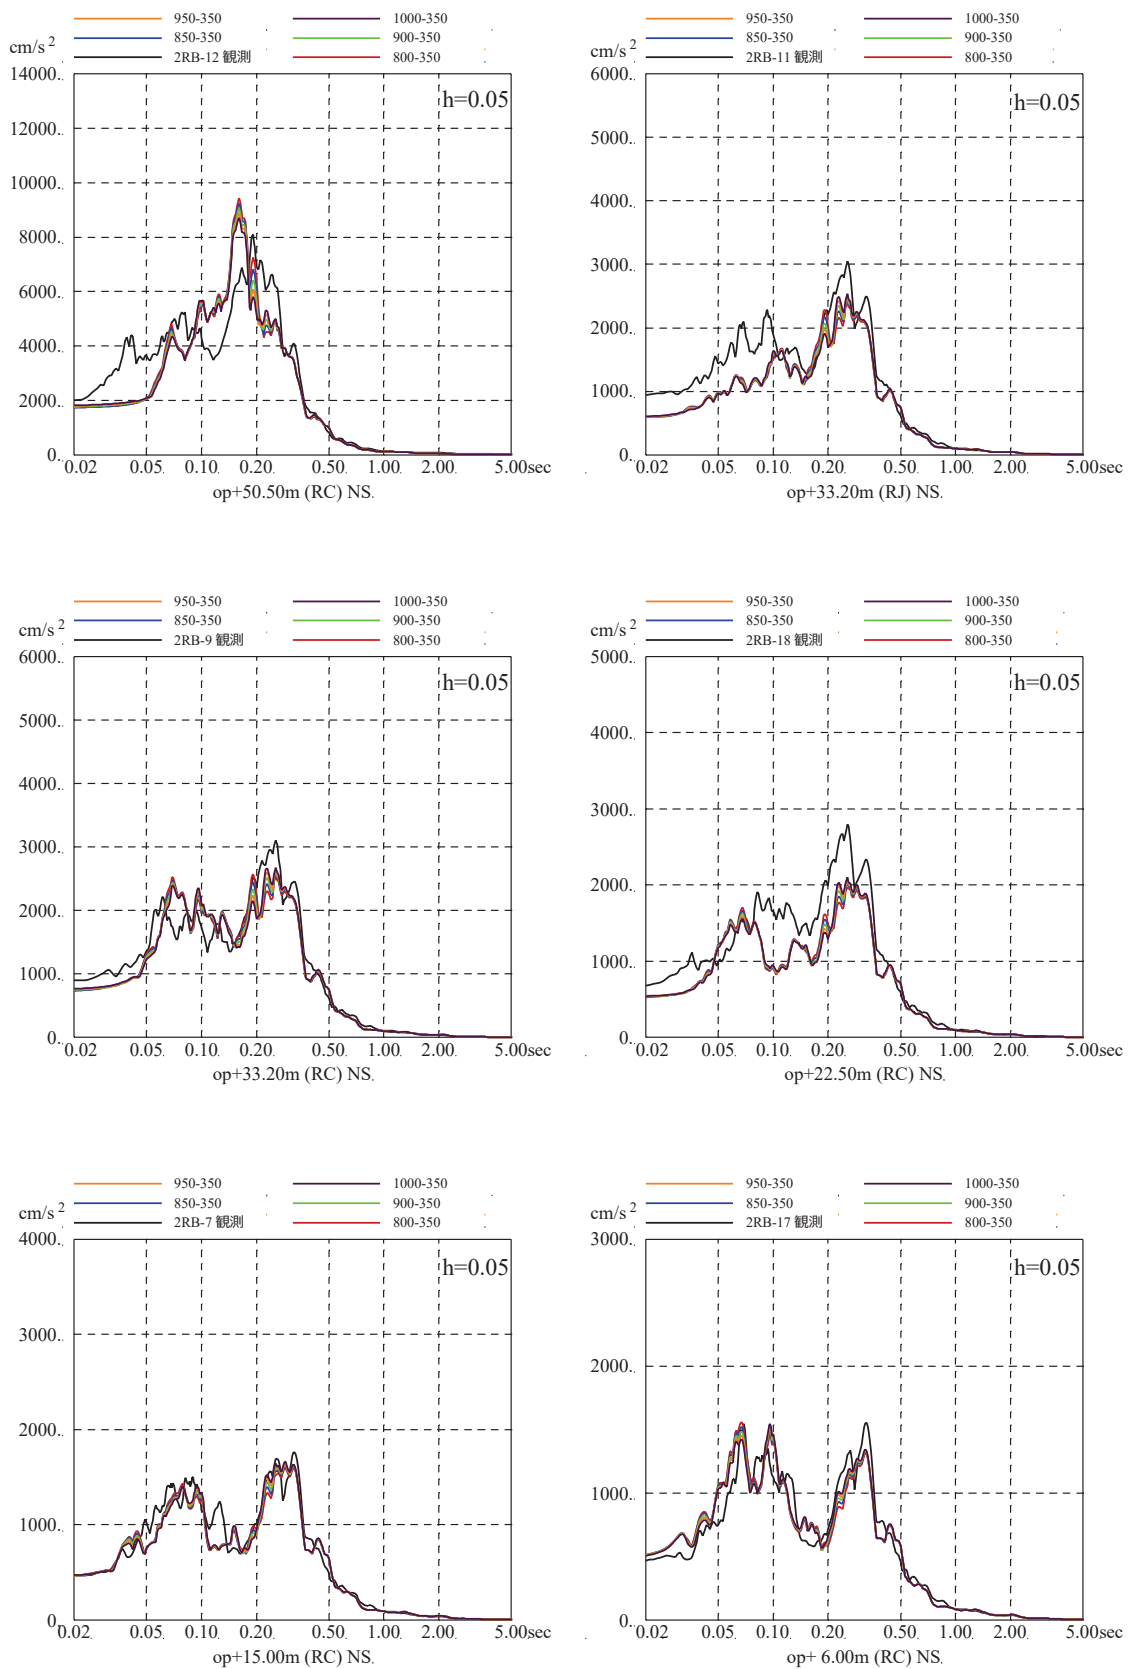 950-350 1000-350
850-350 900-350
2RB-12 観測 800-350
cm/s 2
h=0.05
14000.
12000.
10000.
8000.
6000.
4000.
2000.
0.
0.02 0.05. 0.10. 0.20. 0.50. 1.00. 2.00. 5.00sec
op+50.50m (RC) NS.
950-350 1000-350
850-350 900-350
2RB-11 観測 800-350
cm/s 2
h=0.05
6000.
5000.
4000.
3000.
2000.
1000.
0.
0.02 0.05. 0.10. 0.20. 0.50. 1.00. 2.00. 5.00sec
op+33.20m (RJ) NS.
950-350 1000-350
850-350 900-350
2RB-9 観測 800-350
cm/s 2
h=0.05
6000.
5000.
4000.
3000.
2000.
1000.
0.
0.02 0.05. 0.10. 0.20. 0.50. 1.00. 2.00. 5.00sec
op+33.20m (RC) NS.
950-350 1000-350
850-350 900-350
2RB-18 観測 800-350
cm/s 2
h=0.05
5000.
4000.
3000.
2000.
1000.
0.
0.02 0.05. 0.10. 0.20. 0.50. 1.00. 2.00. 5.00sec
op+22.50m (RC) NS.
950-350 1000-350
850-350 900-350
2RB-7 観測 800-350
cm/s 2
h=0.05
4000.
3000.
2000.
1000.
0.
0.02 0.05. 0.10. 0.20. 0.50. 1.00. 2.00. 5.00sec
op+15.00m (RC) NS.
950-350 1000-350
850-350 900-350
2RB-17 観測 800-350
cm/s 2
h=0.05
3000.
2000.
1000.
0.
0.02 0.05. 0.10. 0.20. 0.50. 1.00. 2.00. 5.00sec
op+ 6.00m (RC) NS.